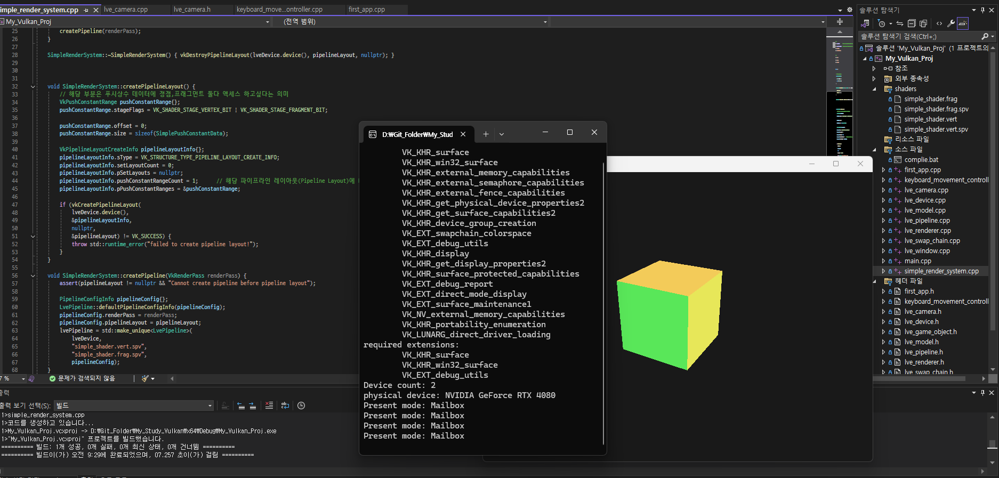 simple_render_system.cpp
lve_camera.cpp
lve_camera.h
keyboard_move...ontroller.cpp
first_app.cpp
My_Vulkan_Proj
(전역 범위)
25 createPipeline(renderPass);
26 }
27
28 SimpleRenderSystem::~SimpleRenderSystem() { vkDestroyPipelineLayout(lveDevice.device(), pipelineLayout, nullptr); }
29
30
31
32 void SimpleRenderSystem::createPipelineLayout() {
33 // 해당 부분은 푸시상수 데이터에 정점,프래그먼트 둘다 액세스 하고싶다는 의미
34 VkPushConstantRange pushConstantRange{};
35 pushConstantRange.stageFlags = VK_SHADER_STAGE_VERTEX_BIT | VK_SHADER_STAGE_FRAGMENT_BIT;
36
37 pushConstantRange.offset = 0;
38 pushConstantRange.size = sizeof(SimplePushConstantData);
39
40 VkPipelineLayoutCreateInfo pipelineLayoutInfo{};
41 pipelineLayoutInfo.sType = VK_STRUCTURE_TYPE_PIPELINE_LAYOUT_CREATE_INFO;
42 pipelineLayoutInfo.setLayoutCount = 0;
43 pipelineLayoutInfo.pSetLayouts = nullptr;
44 pipelineLayoutInfo.pushConstantRangeCount = 1; // 해당 파이프라인 레이아웃(Pipeline Layout)에
45 pipelineLayoutInfo.pPushConstantRanges = &pushConstantRange;
46
47 if (vkCreatePipelineLayout(
48 lveDevice.device(),
49 &pipelineLayoutInfo,
50 nullptr,
51 &pipelineLayout) != VK_SUCCESS) {
52 throw std::runtime_error("failed to create pipeline layout!");
53 }
54 }
55
56 void SimpleRenderSystem::createPipeline(VkRenderPass renderPass) {
57 assert(pipelineLayout != nullptr && "Cannot create pipeline before pipeline layout");
58
59 PipelineConfigInfo pipelineConfig{};
60 LvePipeline::defaultPipelineConfigInfo(pipelineConfig);
61 pipelineConfig.renderPass = renderPass;
62 pipelineConfig.pipelineLayout = pipelineLayout;
63 lvePipeline = std::make_unique<LvePipeline>(
64 lveDevice,
65 "simple_shader.vert.spv",
66 "simple_shader.frag.spv",
67 pipelineConfig);
68 }
7 %
문제가 검색되지 않음
출력
출력 보기 선택(S): 빌드
1>simple_render_system.cpp
1>코드를 생성하고 있습니다...
1>My_Vulkan_Proj.vcxproj -> D:₩Git_Folder₩My_Study_Vulkan₩x64₩Debug₩My_Vulkan_Proj.exe
1>"My_Vulkan_Proj.vcxproj" 프로젝트를 빌드했습니다.
========== 빌드: 1개 성공, 0개 실패, 0개 최신 상태, 0개 건너뜀 ==========
========== 빌드이(가) 오전 9:29에 완료되었으며, 07.257 초이(가) 걸림 ==========
D:₩Git_Folder₩My_Stud
VK_KHR_surface
VK_KHR_win32_surface
VK_KHR_external_memory_capabilities
VK_KHR_external_semaphore_capabilities
VK_KHR_external_fence_capabilities
VK_KHR_get_physical_device_properties2
VK_KHR_get_surface_capabilities2
VK_KHR_device_group_creation
VK_EXT_swapchain_colorspace
VK_EXT_debug_utils
VK_KHR_display
VK_KHR_get_display_properties2
VK_KHR_surface_protected_capabilities
VK_EXT_debug_report
VK_EXT_direct_mode_display
VK_EXT_surface_maintenance1
VK_NV_external_memory_capabilities
VK_KHR_portability_enumeration
VK_LUNARG_direct_driver_loading
required extensions:
VK_KHR_surface
VK_KHR_win32_surface
VK_EXT_debug_utils
Device count: 2
physical device: NVIDIA GeForce RTX 4080
Present mode: Mailbox
Present mode: Mailbox
Present mode: Mailbox
Present mode: Mailbox
솔루션 탐색기
솔루션 탐색기 검색(Ctrl+;)
솔루션 'My_Vulkan_Proj' (1 프로젝트의
My_Vulkan_Proj
참조
외부 종속성
shaders
simple_shader.frag
simple_shader.frag.spv
simple_shader.vert
simple_shader.vert.spv
리소스 파일
소스 파일
complie.bat
first_app.cpp
keyboard_movement_controll
lve_camera.cpp
lve_device.cpp
lve_model.cpp
lve_pipeline.cpp
lve_renderer.cpp
lve_swap_chain.cpp
lve_window.cpp
main.cpp
simple_render_system.cpp
헤더 파일
first_app.h
keyboard_movement_controll
lve_camera.h
lve_device.h
lve_game_object.h
lve_model.h
lve_pipeline.h
lve_renderer.h
lve_swap_chain.h